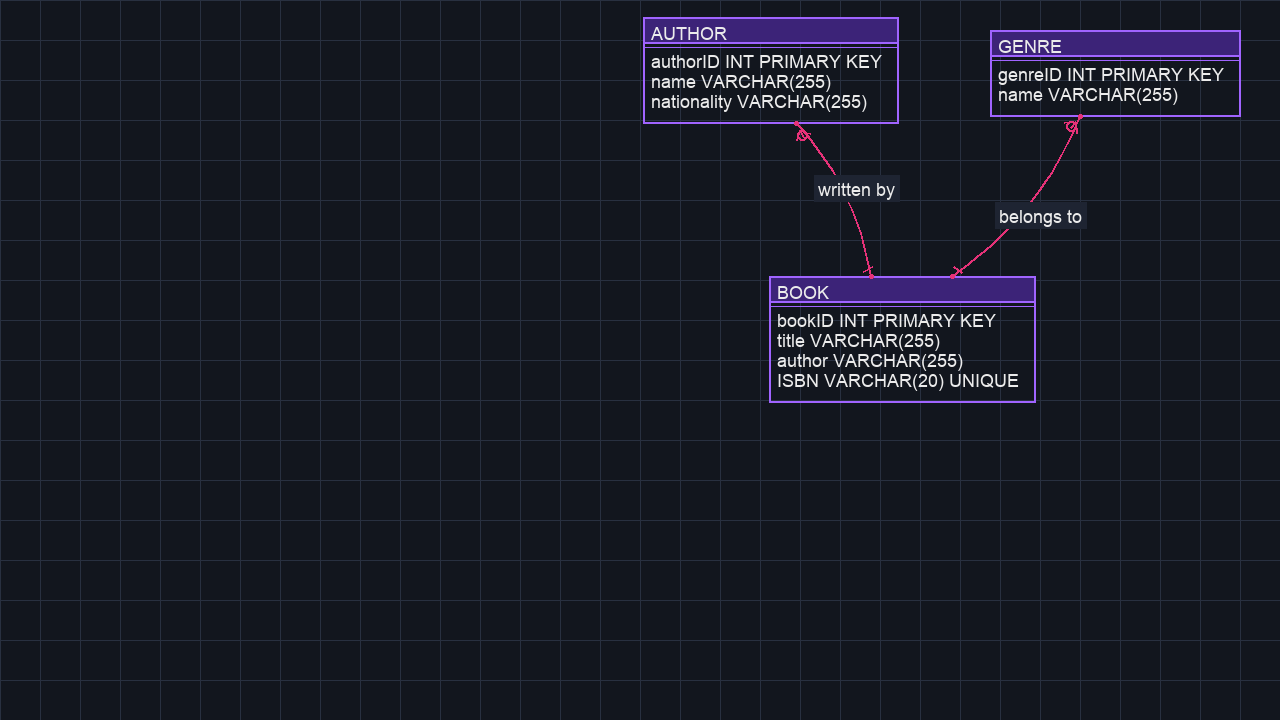 AUTHOR
authorID INT PRIMARY KEY
name VARCHAR(255)
nationality VARCHAR(255)
GENRE
genreID INT PRIMARY KEY
name VARCHAR(255)
written by
belongs to
BOOK
bookID INT PRIMARY KEY
title VARCHAR(255)
author VARCHAR(255)
ISBN VARCHAR(20) UNIQUE